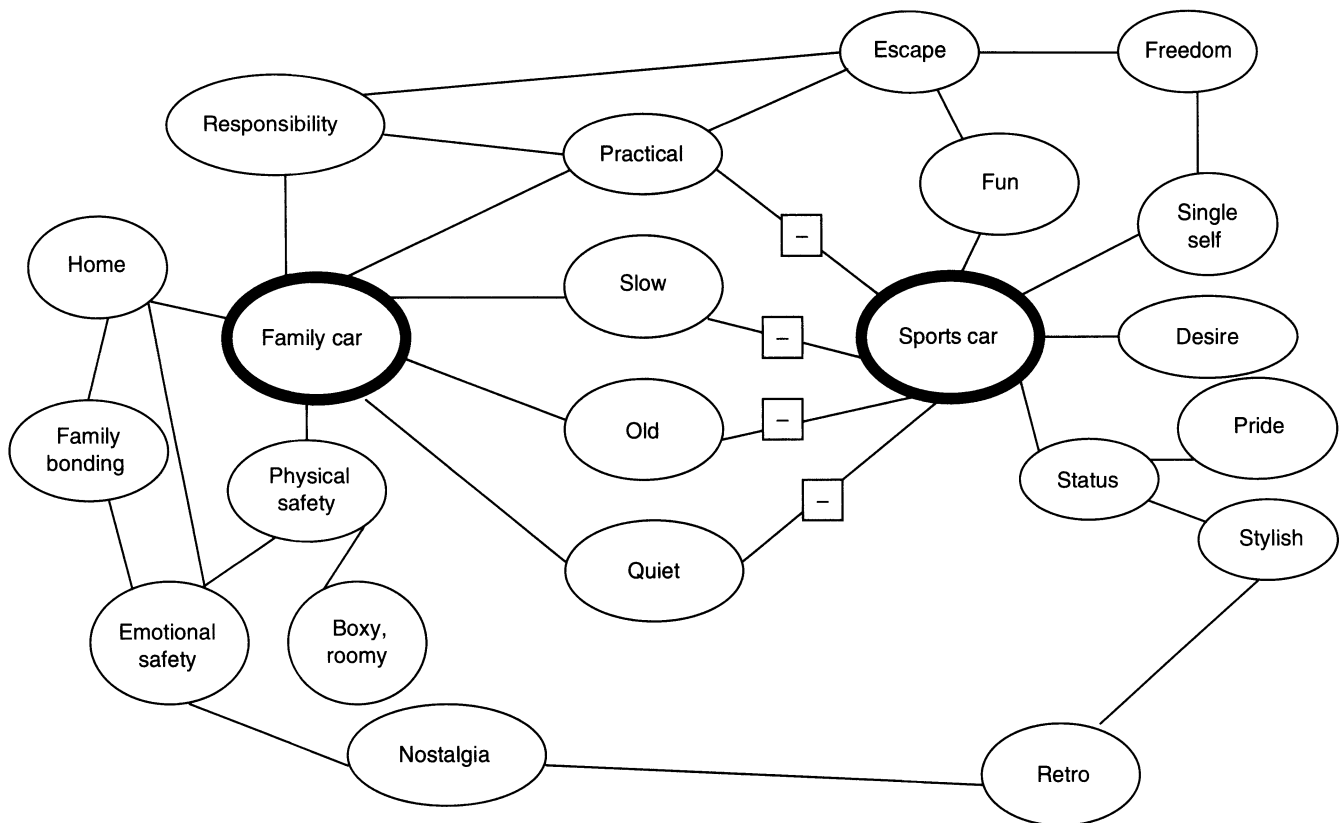 Escape
Freedom
Responsibility
Practical
Fun
Single
self
Home
Slow
–
Family car
Sports car
–
Desire
Family
bonding
Old
–
Pride
Physical
safety
Status
–
Stylish
Quiet
Emotional
safety
Boxy,
roomy
Nostalgia
Retro